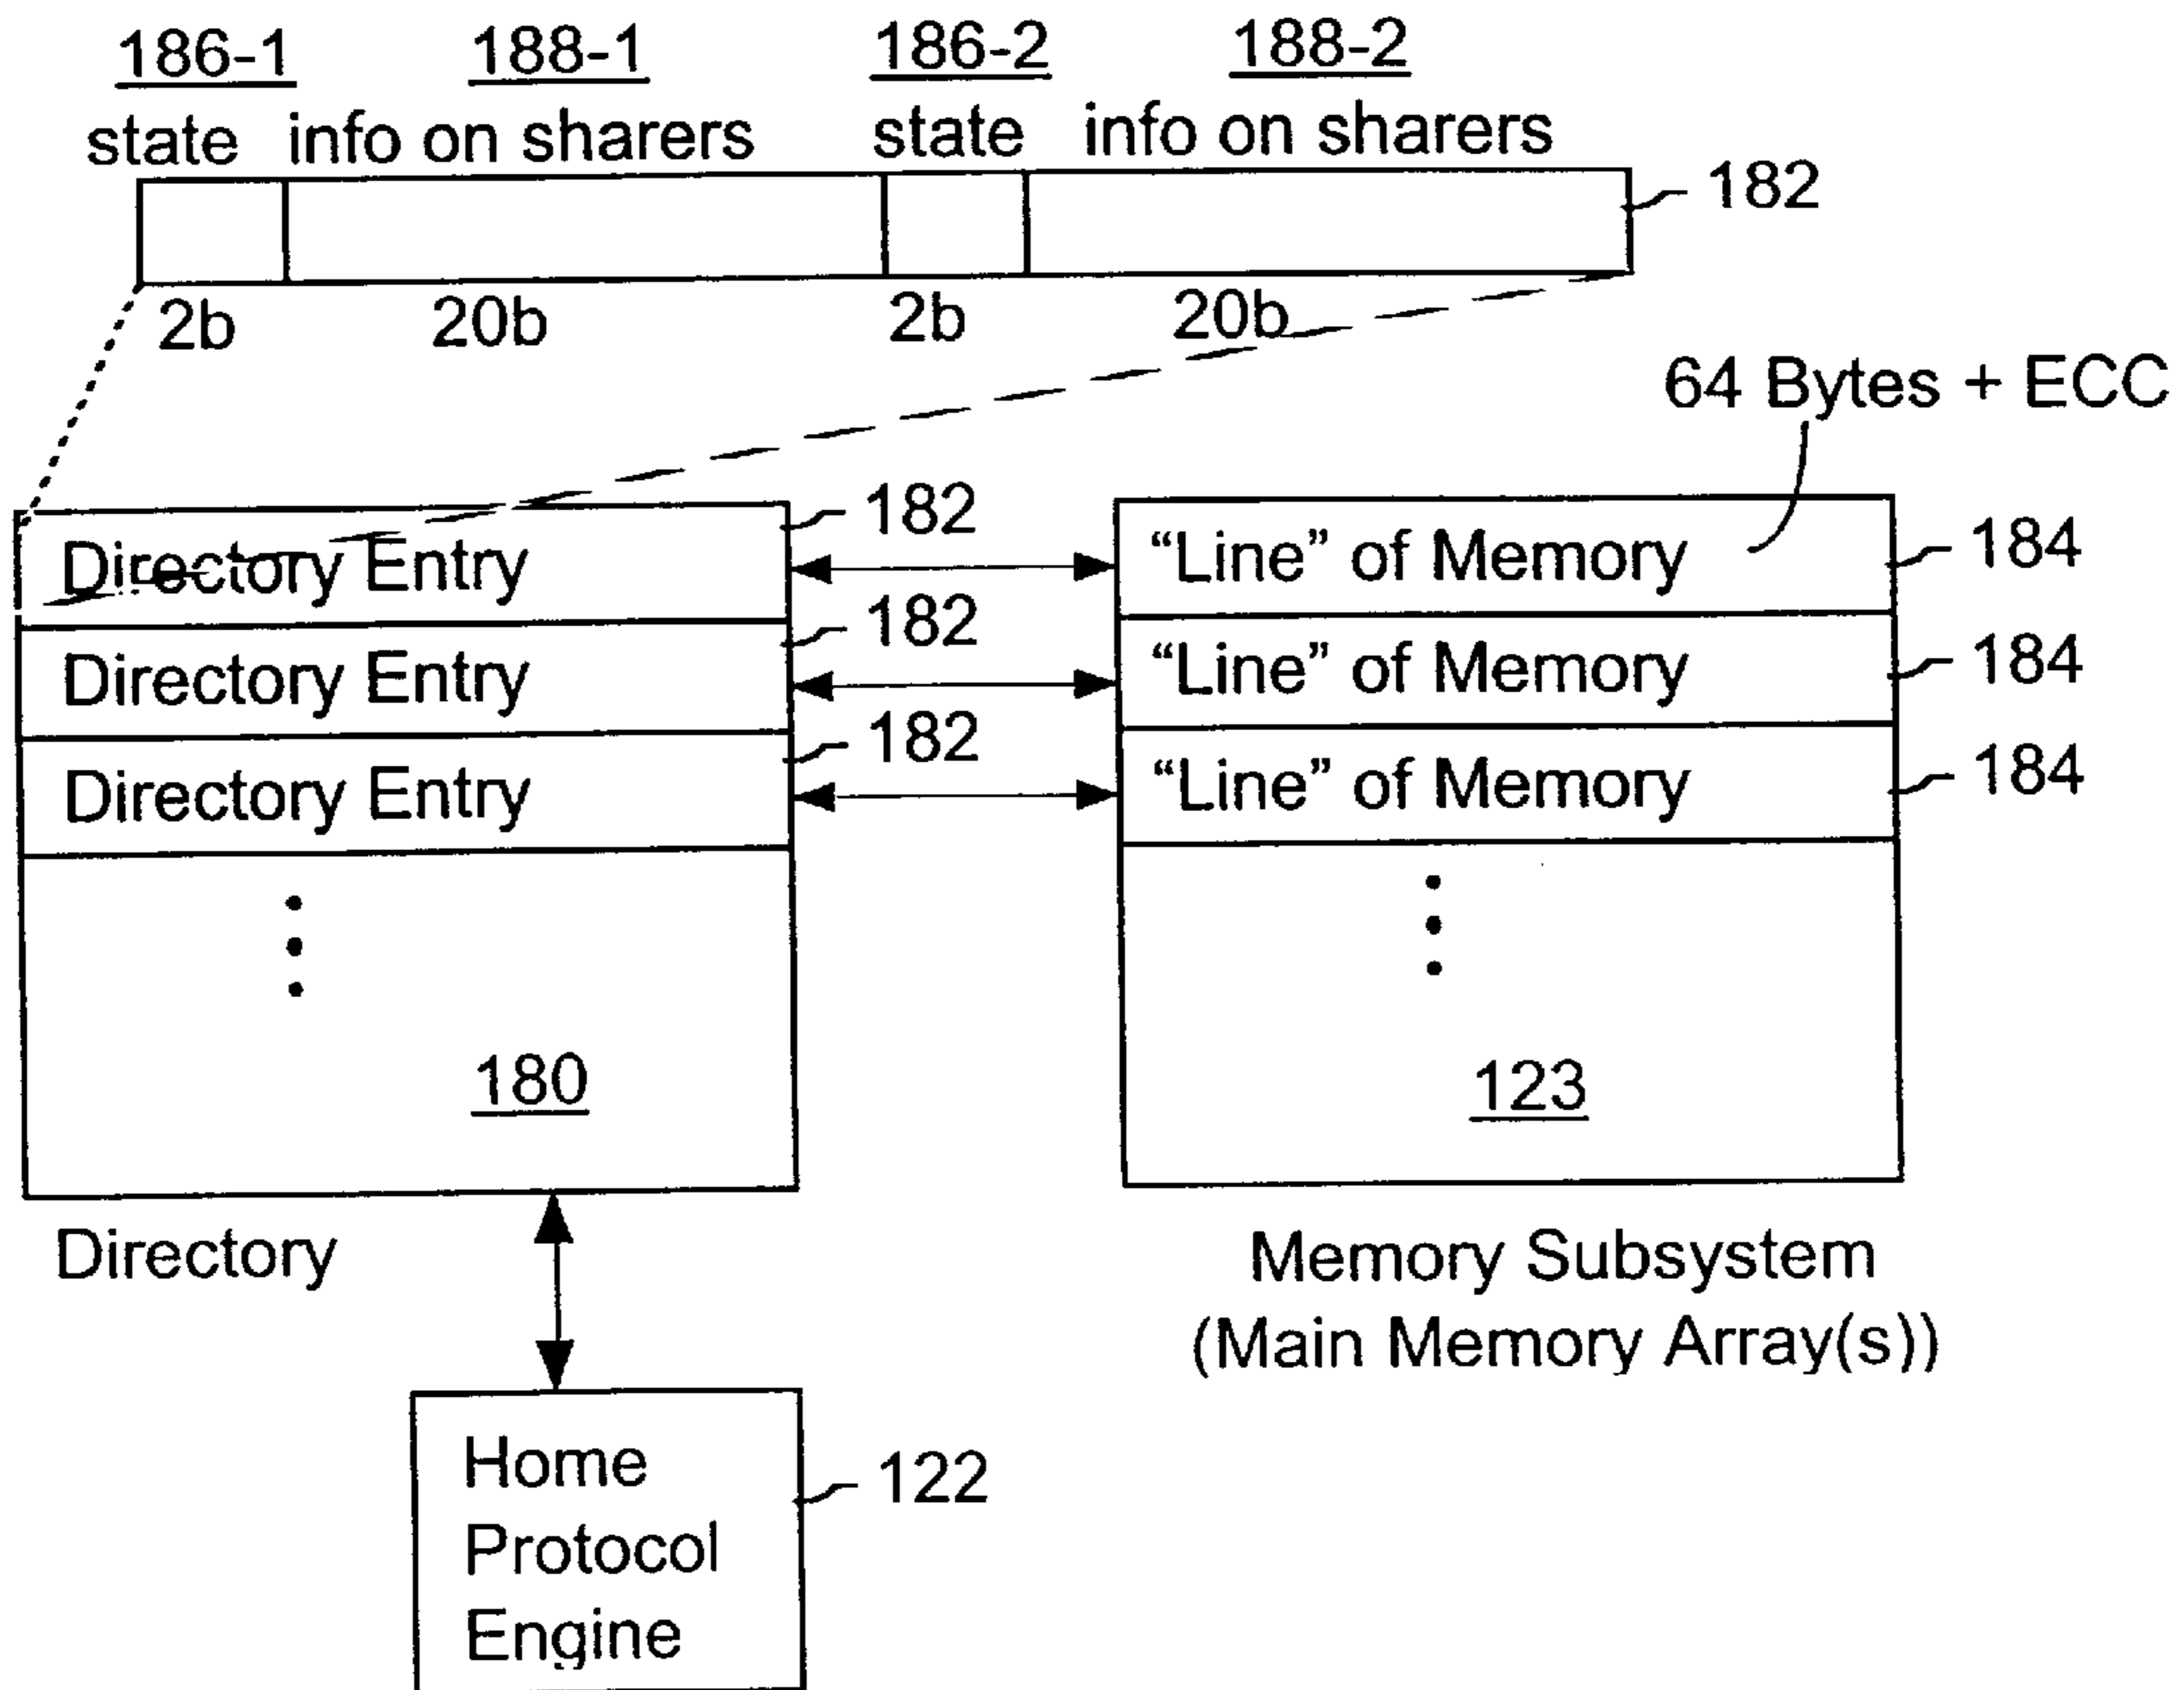 186-1 188-1 186-2 188-2
state info on sharers state info on sharers
182
2b 20b 2b 20b
64 Bytes + ECC
Directory Entry 182 “Line” of Memory 184
Directory Entry 182 “Line” of Memory 184
Directory Entry 182 “Line” of Memory 184
180 123
Directory Memory Subsystem
(Main Memory Array(s))
Home
Protocol
Engine
122